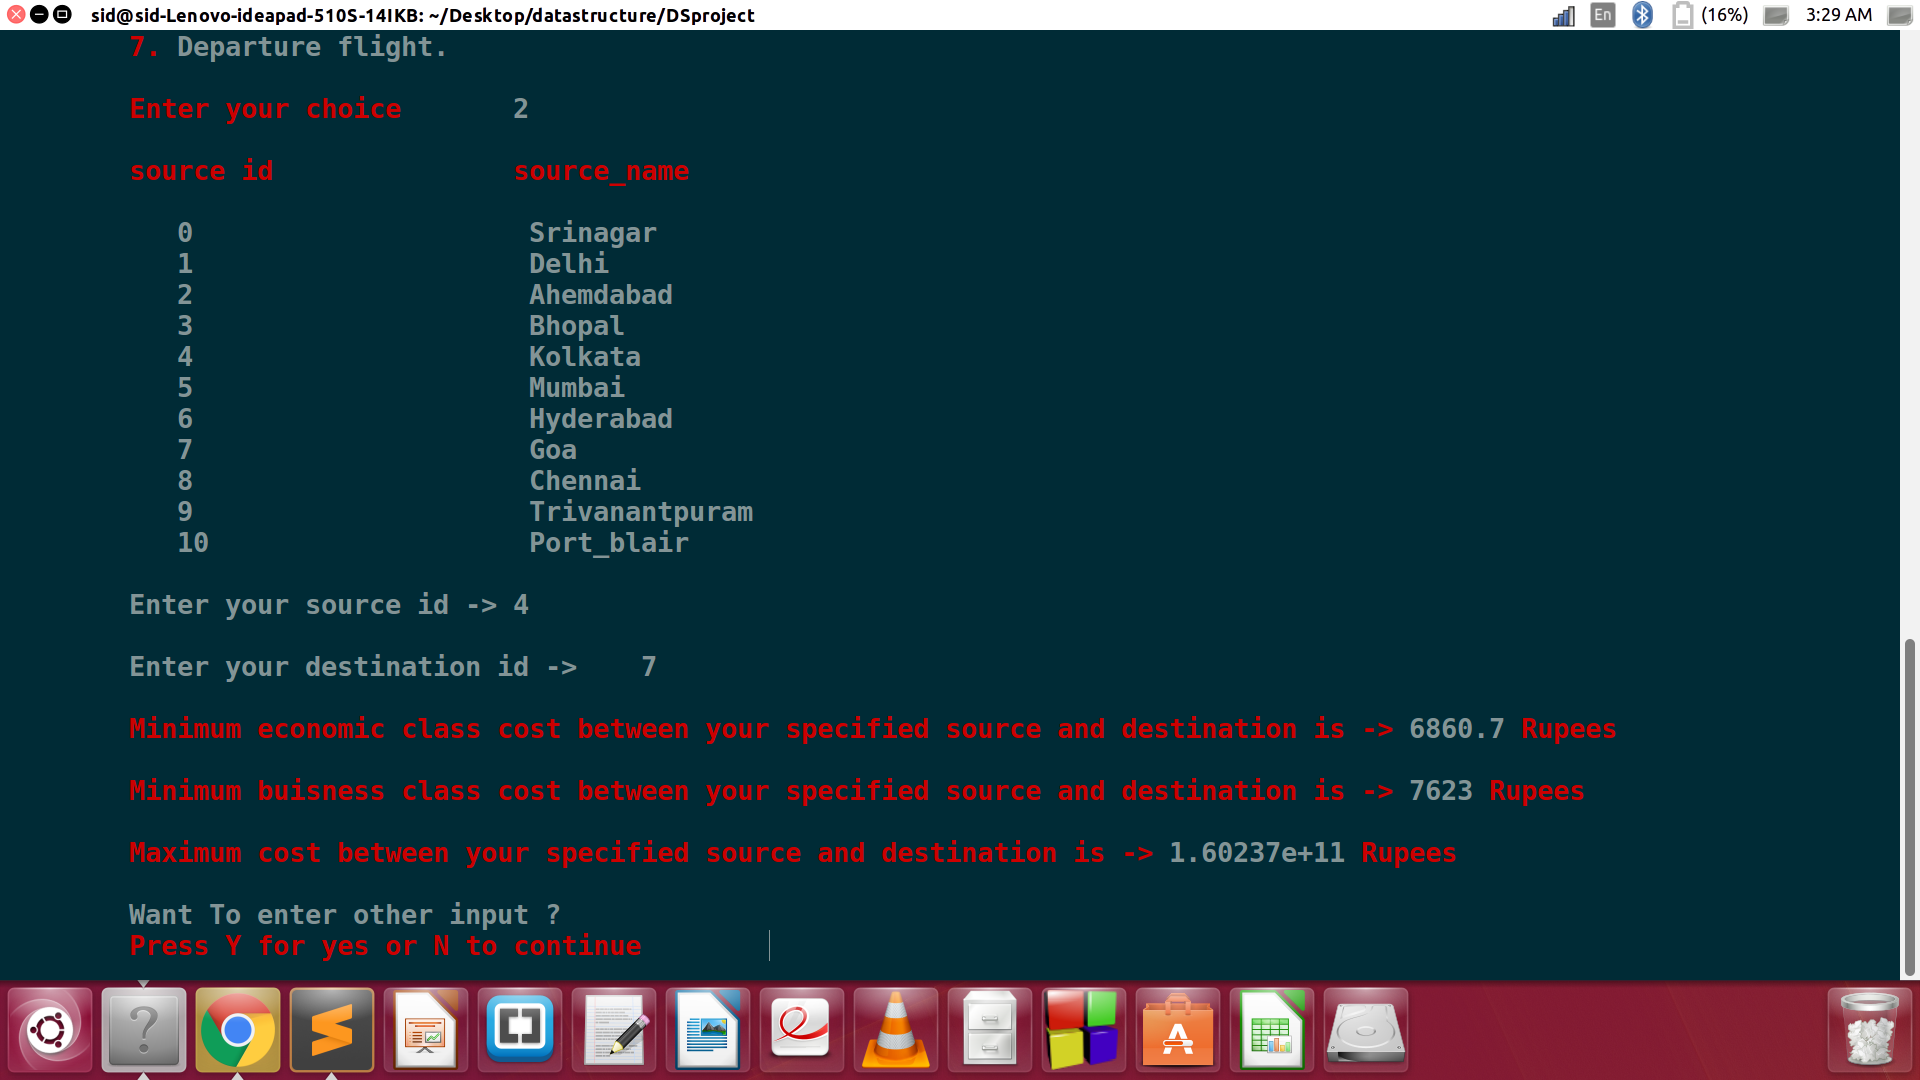 sid@sid-Lenovo-ideapad-510S-14IKB: ~/Desktop/datastructure/DSproject En (16%) 3:29 AM
7. Departure flight.
Enter your choice 2
source id source_name
0 Srinagar
1 Delhi
2 Ahemdabad
3 Bhopal
4 Kolkata
5 Mumbai
6 Hyderabad
7 Goa
8 Chennai
9 Trivanantpuram
10 Port_blair
Enter your source id -> 4
Enter your destination id -> 7
Minimum economic class cost between your specified source and destination is -> 6860.7 Rupees
Minimum buisness class cost between your specified source and destination is -> 7623 Rupees
Maximum cost between your specified source and destination is -> 1.60237e+11 Rupees
Want To enter other input ?
Press Y for yes or N to continue